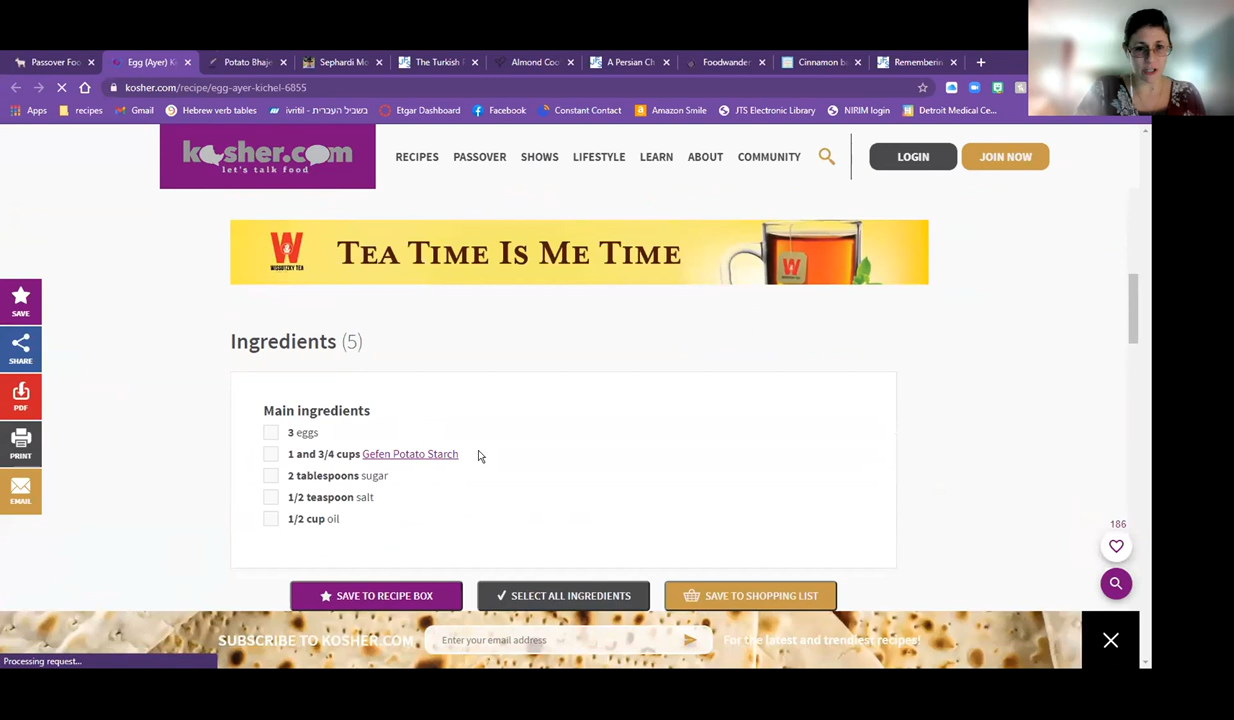 Passover Foo
Egg (Ayer) Ki
Potato Bhaje
Sephardi Mo
The Turkish
Almond Coo
A Persian Ch
Foodwander
Cinnamon ba
Rememberin
kosher.com/recipe/egg-ayer-kichel-6855
Apps
recipes
Gmail
Hebrew verb tables
ivitil - בשביל העברית
Etgar Dashboard
Facebook
Constant Contact
Amazon Smile
JTS Electronic Library
NIRIM login
Detroit Medical Ce...
kosher.com
let's talk food
RECIPES
PASSOVER
SHOWS
LIFESTYLE
LEARN
ABOUT
COMMUNITY
LOGIN
JOIN NOW
W
WISSOTZKY TEA
TEA TIME IS ME TIME
SAVE
SHARE
PDF
PRINT
EMAIL
Ingredients (5)
Main ingredients
3 eggs
1 and 3/4 cups Gefen Potato Starch
2 tablespoons sugar
1/2 teaspoon salt
1/2 cup oil
186
SAVE TO RECIPE BOX
SELECT ALL INGREDIENTS
SAVE TO SHOPPING LIST
SUBSCRIBE TO KOSHER.COM
Enter your email address
For the latest and trendiest recipes!
Processing request...